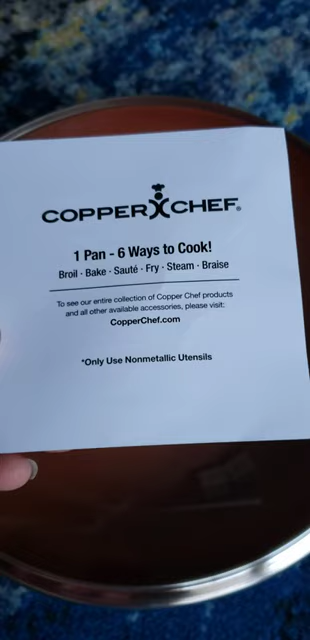 COPPER CHEF®
1 Pan - 6 Ways to Cook!
Broil · Bake · Sauté · Fry · Steam · Braise
To see our entire collection of Copper Chef products
and all other available accessories, please visit:
CopperChef.com
*Only Use Nonmetallic Utensils